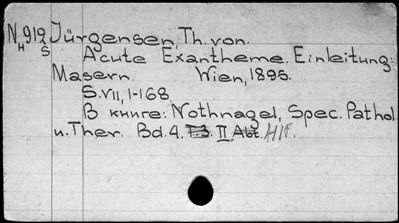 N 919 Jürgensen, Th. von.
H S
Acute Exantheme. Einleitung:
Masern. Wien, 1895.
S. VII, 1-168.
В книге: Nothnagel, Spec. Pathol.
u. Ther. Bd. 4. II Abt.